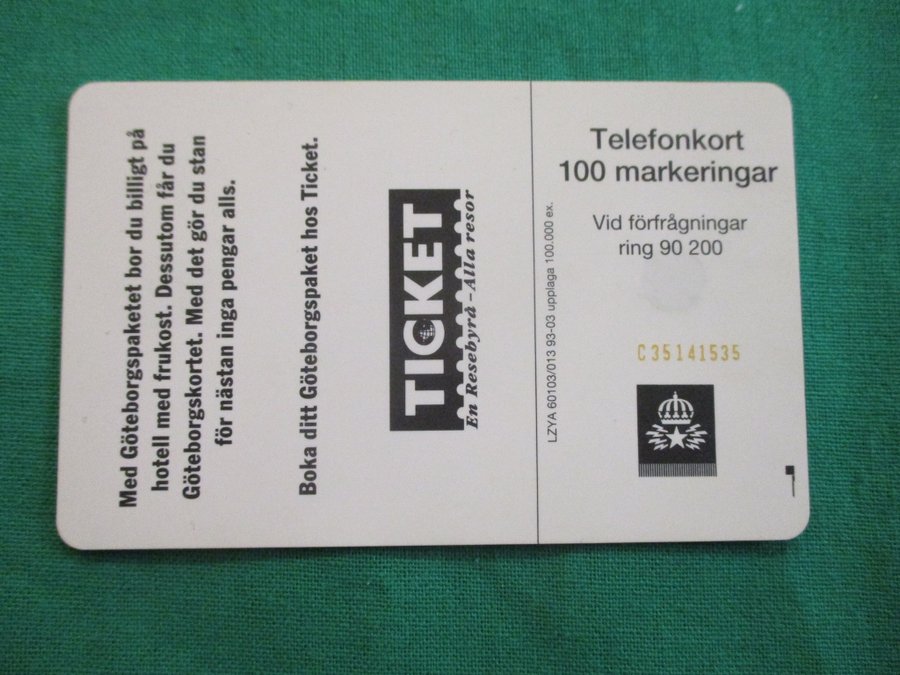 Med Göteborgspaketet bor du billigt på
hotell med frukost. Dessutom får du
Göteborgskortet. Med det gör du stan
för nästan inga pengar alls.
Boka ditt Göteborgspaket hos Ticket.
TICKET
En Resebyrå - Alla resor
LZYA 60103/013 93-03 upplaga 100.000 ex.
Telefonkort
100 markeringar
Vid förfrågningar
ring 90 200
C35141535